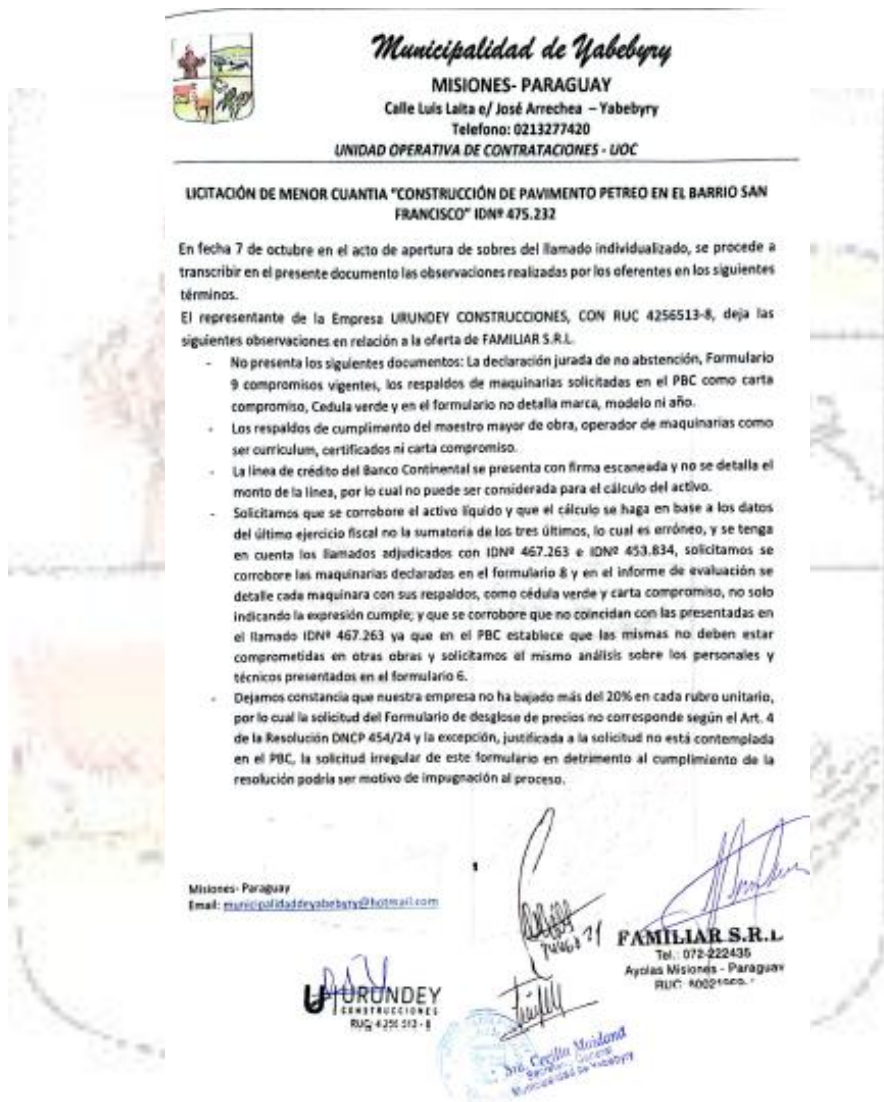 Municipalidad de Yabebyry
MISIONES- PARAGUAY
Calle Luis Laita e/ José Arrechea – Yabebyry
Telefono: 0213277420
UNIDAD OPERATIVA DE CONTRATACIONES - UOC
LICITACIÓN DE MENOR CUANTIA "CONSTRUCCIÓN DE PAVIMENTO PETREO EN EL BARRIO SAN
FRANCISCO" IDNº 475.232
En fecha 7 de octubre en el acto de apertura de sobres del llamado individualizado, se procede a
transcribir en el presente documento las observaciones realizadas por los oferentes en los siguientes
términos.
El representante de la Empresa URUNDEY CONSTRUCCIONES, CON RUC 4256513-8, deja las
siguientes observaciones en relación a la oferta de FAMILIAR S.R.L.
- No presenta los siguientes documentos: La declaración jurada de no abstención, Formulario
9 compromisos vigentes, los respaldos de maquinarias solicitadas en el PBC como carta
compromiso, Cedula verde y en el formulario no detalla marca, modelo ni año.
- Los respaldos de cumplimento del maestro mayor de obra, operador de maquinarias como
ser curriculum, certificados ni carta compromiso.
- La línea de crédito del Banco Continental se presenta con firma escaneada y no se detalla el
monto de la línea, por lo cual no puede ser considerada para el cálculo del activo.
- Solicitamos que se corrobore el activo líquido y que el cálculo se haga en base a los datos
del último ejercicio fiscal no la sumatoria de los tres últimos, lo cual es erróneo, y se tenga
en cuenta los llamados adjudicados con IDNº 467.263 e IDNº 453.834, solicitamos se
corrobore las maquinarias declaradas en el formulario 8 y en el informe de evaluación se
detalle cada maquinara con sus respaldos, como cédula verde y carta compromiso, no solo
indicando la expresión cumple; y que se corrobore que no coincidan con las presentadas en
el llamado IDNº 467.263 ya que en el PBC establece que las mismas no deben estar
comprometidas en otras obras y solicitamos el mismo análisis sobre los personales y
técnicos presentados en el formulario 6.
- Dejamos constancia que nuestra empresa no ha bajado más del 20% en cada rubro unitario,
por lo cual la solicitud del Formulario de desglose de precios no corresponde según el Art. 4
de la Resolución DNCP 454/24 y la excepción, justificada a la solicitud no está contemplada
en el PBC, la solicitud irregular de este formulario en detrimento al cumplimiento de la
resolución podría ser motivo de impugnación al proceso.
1
Misiones- Paraguay
Email: municipalidaddeyabebyry@hotmail.com
FAMILIAR S.R.L
Tel.: 072-222435
Ayolas Misiones - Paraguay
RUC:
URUNDEY
CONSTRUCCIONES
RUC: 4 256 513 - 8
Sra. Cecilia
Municipalidad de Yabebyry